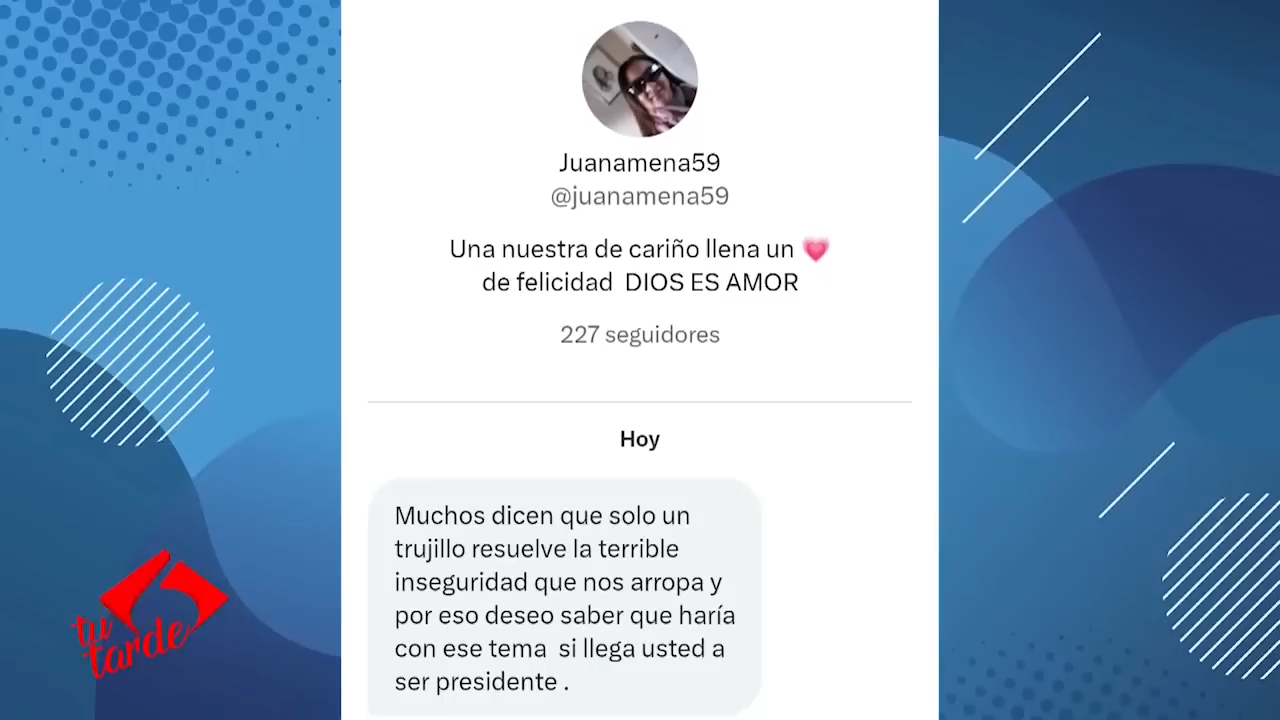 Juanamena59
@juanamena59
Una nuestra de cariño llena un 💗
de felicidad DIOS ES AMOR
227 seguidores
Hoy
Muchos dicen que solo un
trujillo resuelve la terrible
inseguridad que nos arropa y
por eso deseo saber que haría
con ese tema si llega usted a
ser presidente .
tu
tarde